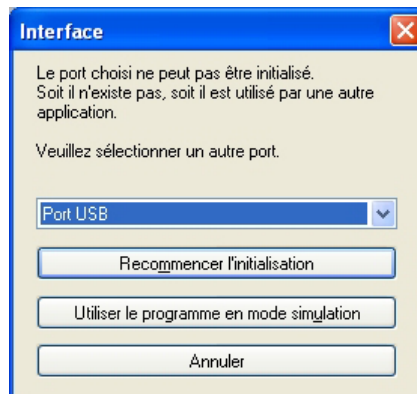 Interface
Le port choisi ne peut pas être initialisé.
Soit il n'existe pas, soit il est utilisé par une autre
application.
Veuillez sélectionner un autre port.
Port USB
Recommencer l'initialisation
Utiliser le programme en mode simulation
Annuler